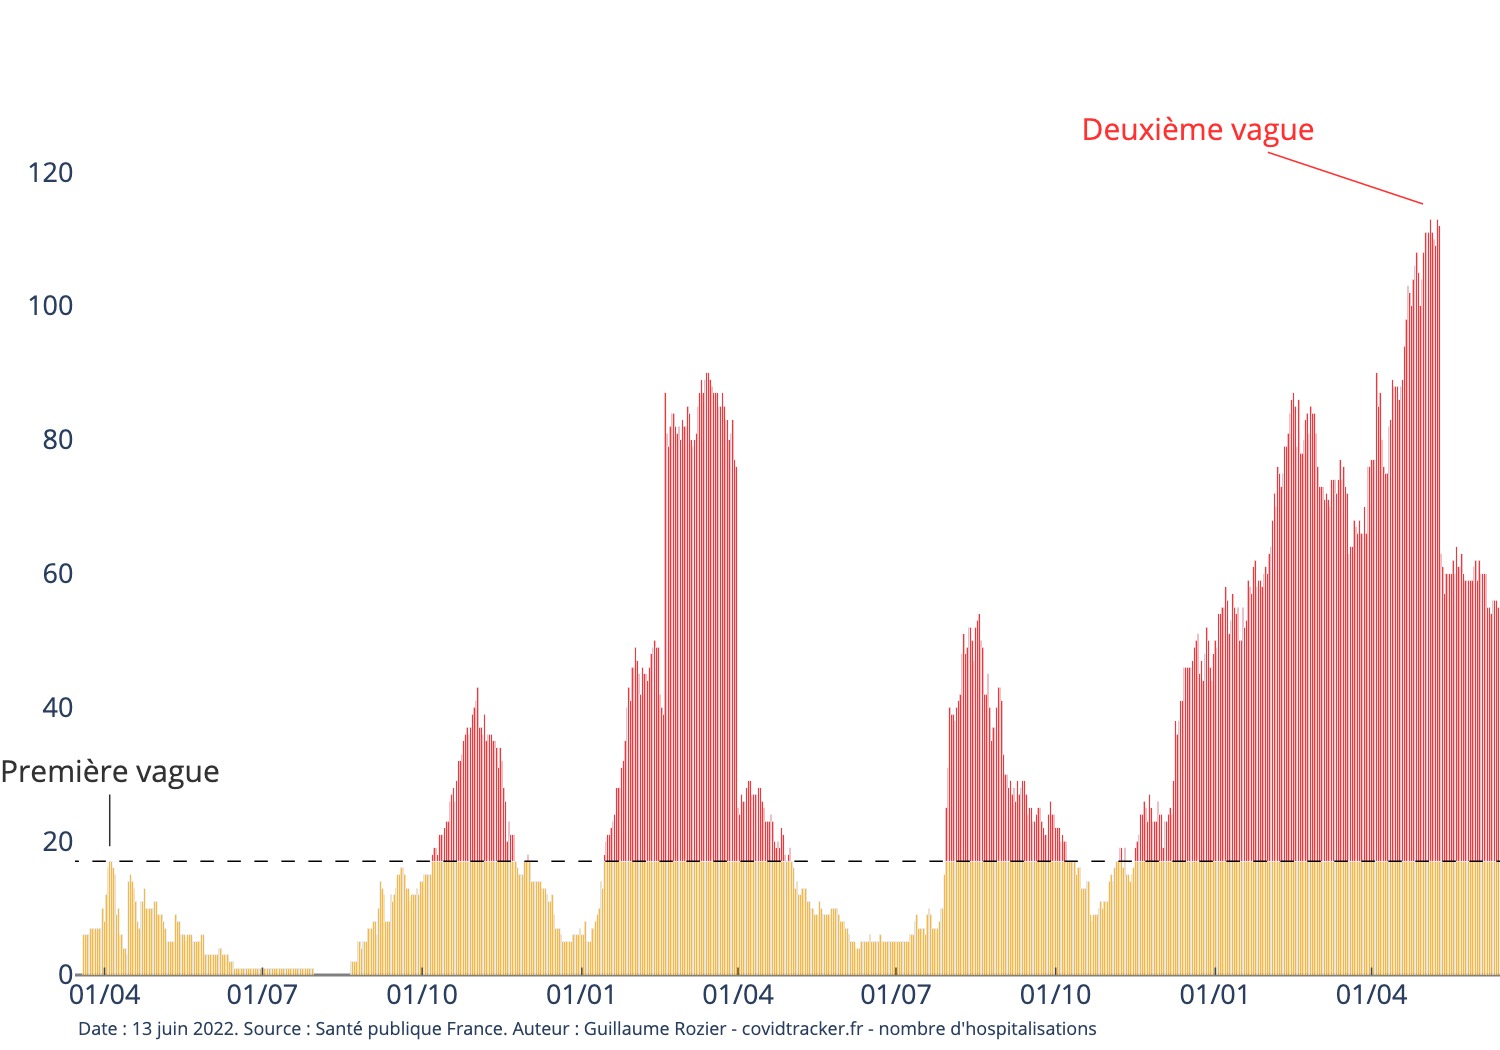 Deuxième vague
120
100
80
60
40
Première vague
20
0
01/04 01/07 01/10 01/01 01/04 01/07 01/10 01/01 01/04
Date : 13 juin 2022. Source : Santé publique France. Auteur : Guillaume Rozier - covidtracker.fr - nombre d'hospitalisations